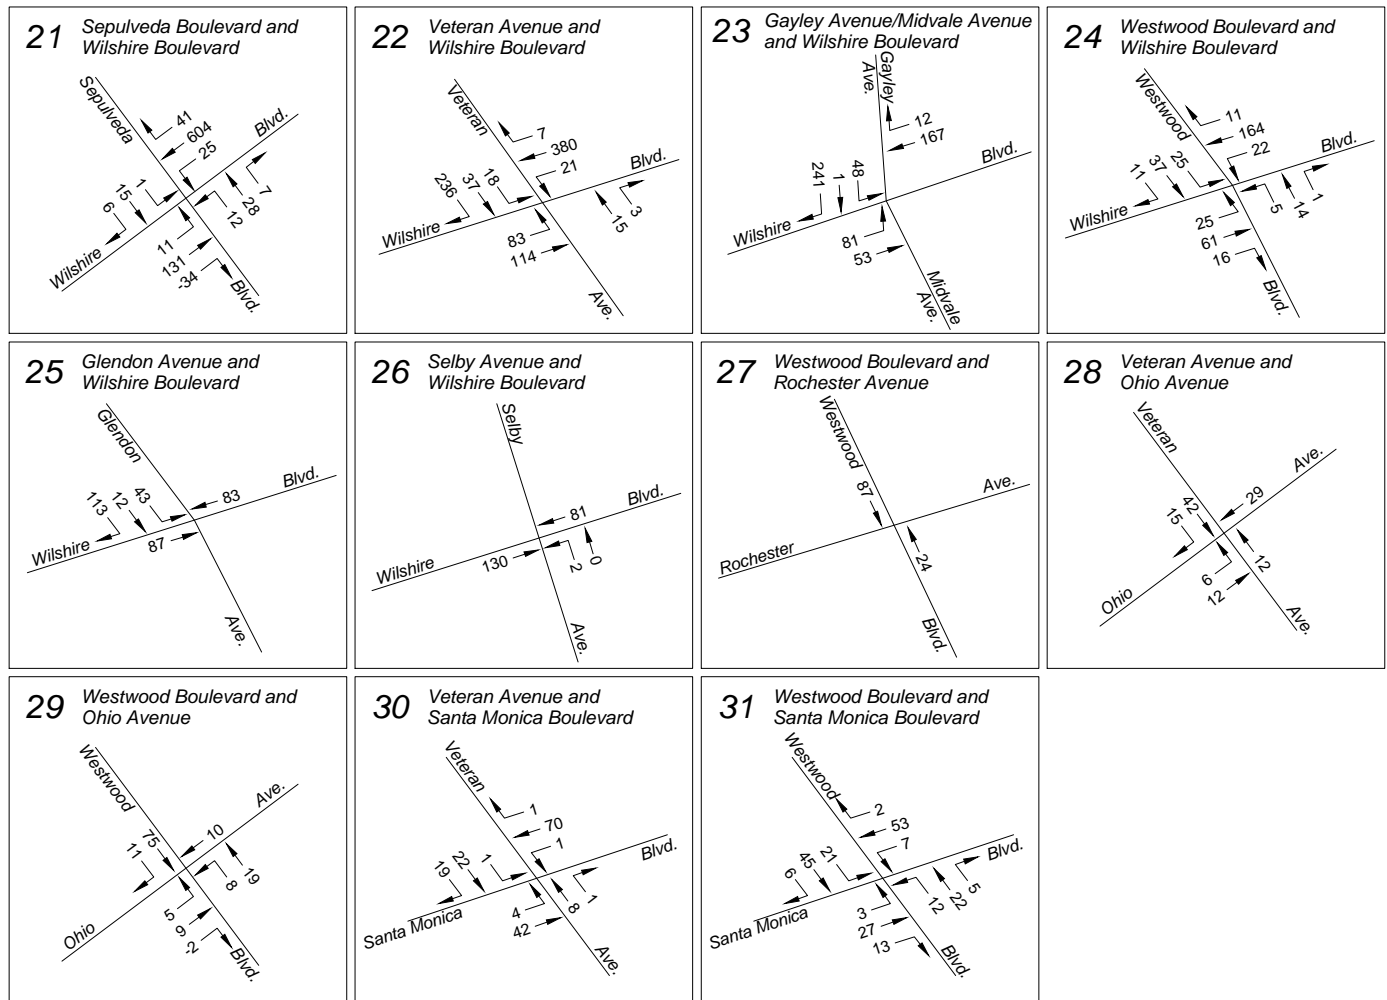 21 Sepulveda Boulevard and
Wilshire Boulevard
Sepulveda
Blvd.
41
604
25
1
15
6
7
28
12
11
131
-34
Wilshire
Blvd.
22 Veteran Avenue and
Wilshire Boulevard
Veteran
7
380
21
Blvd.
18
37
236
3
15
83
114
Wilshire
Ave.
23 Gayley Avenue/Midvale Avenue
and Wilshire Boulevard
Gayley
Ave.
12
167
Blvd.
48
1
241
81
53
Wilshire
Midvale
Ave.
24 Westwood Boulevard and
Wilshire Boulevard
Westwood
11
164
22
Blvd.
25
37
11
1
14
5
25
61
16
Wilshire
Blvd.
25 Glendon Avenue and
Wilshire Boulevard
Glendon
83
Blvd.
43
12
113
87
Wilshire
Ave.
26 Selby Avenue and
Wilshire Boulevard
Selby
81
Blvd.
130
2
0
Wilshire
Ave.
27 Westwood Boulevard and
Rochester Avenue
Westwood
87
Ave.
24
Rochester
Blvd.
28 Veteran Avenue and
Ohio Avenue
Veteran
Ave.
29
42
15
12
6
12
Ohio
Ave.
29 Westwood Boulevard and
Ohio Avenue
Westwood
Ave.
10
75
11
19
8
5
9
-2
Ohio
Blvd.
30 Veteran Avenue and
Santa Monica Boulevard
Veteran
1
70
1
Blvd.
1
22
19
1
8
4
42
Santa Monica
Ave.
31 Westwood Boulevard and
Santa Monica Boulevard
Westwood
2
53
7
Blvd.
21
45
6
5
22
12
3
27
13
Santa Monica
Blvd.